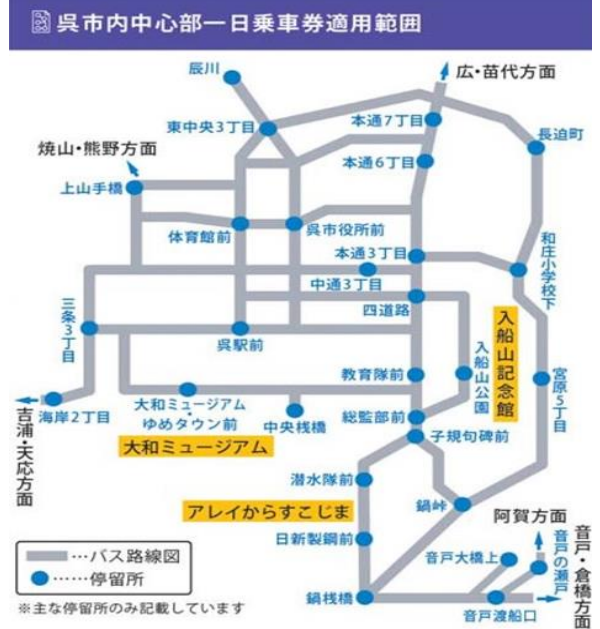 呉市内中心部一日乗車券適用範囲
辰川
広・苗代方面
東中央3丁目
本通7丁目
長迫町
焼山・熊野方面
本通6丁目
上山手橋
体育館前
呉市役所前
本通3丁目
和庄小学校下
中通3丁目
四道路
三条3丁目
呉駅前
入船山記念館
入船山公園
教育隊前
宮原5丁目
海岸2丁目
大和ミュージアム
・ゆめタウン前
中央桟橋
総監部前
子規句碑前
吉浦・天応方面
大和ミュージアム
潜水隊前
アレイからすこじま
鍋峠
阿賀方面
日新製鋼前
音戸大橋上
音戸の瀬戸
音戸・倉橋方面
鍋桟橋
音戸渡船口
…バス路線図
……停留所
※主な停留所のみ記載しています